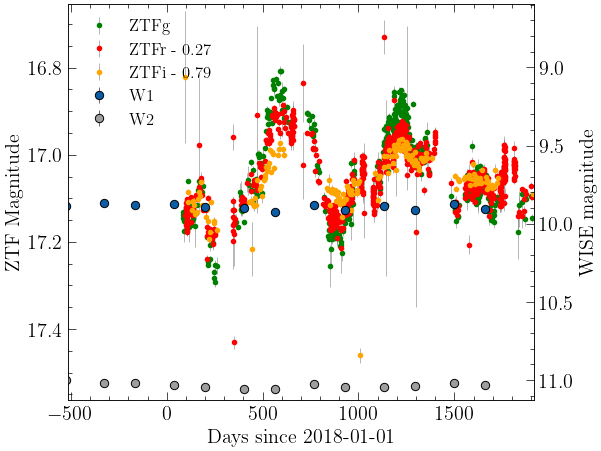 ZTFg
ZTFr - 0.27
ZTFi - 0.79
W1
W2
16.8
17.0
17.2
17.4
ZTF Magnitude
9.0
9.5
10.0
10.5
11.0
WISE magnitude
−500 0 500 1000 1500
Days since 2018-01-01